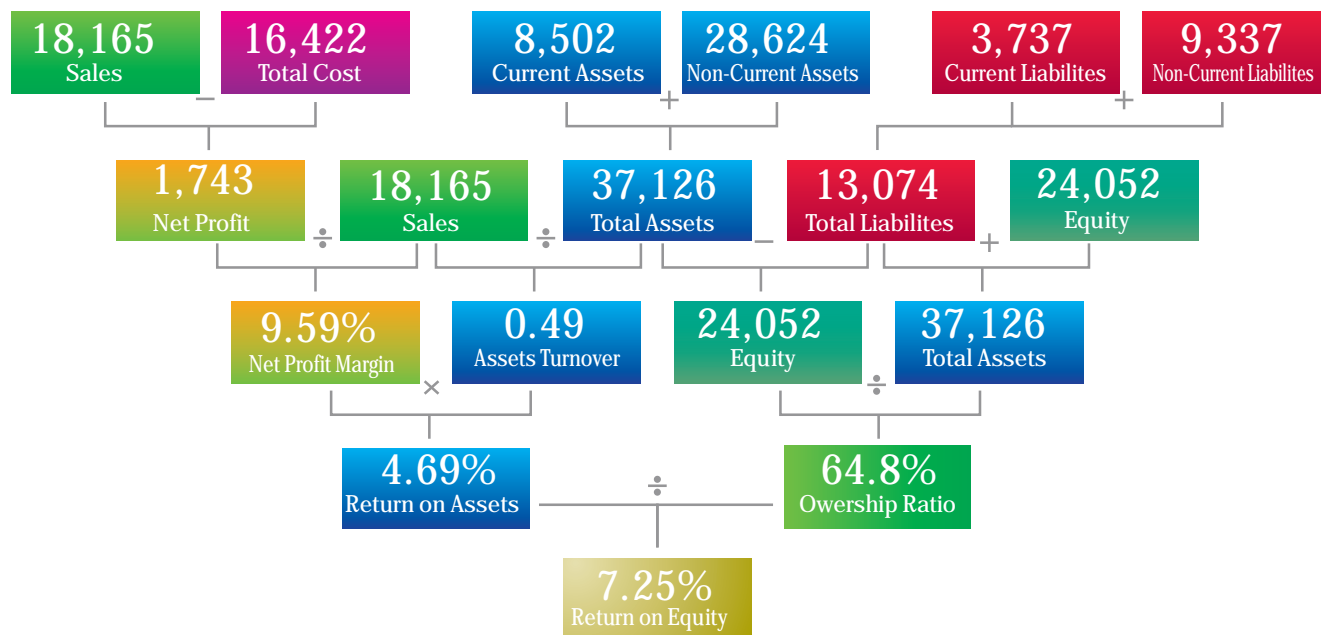 18,165
Sales
16,422
Total Cost
8,502
Current Assets
28,624
Non-Current Assets
3,737
Current Liabilites
9,337
Non-Current Liabilites
−
+
+
1,743
Net Profit
÷
18,165
Sales
÷
37,126
Total Assets
−
13,074
Total Liabilites
+
24,052
Equity
9.59%
Net Profit Margin
×
0.49
Assets Turnover
24,052
Equity
÷
37,126
Total Assets
4.69%
Return on Assets
÷
64.8%
Owership Ratio
7.25%
Return on Equity